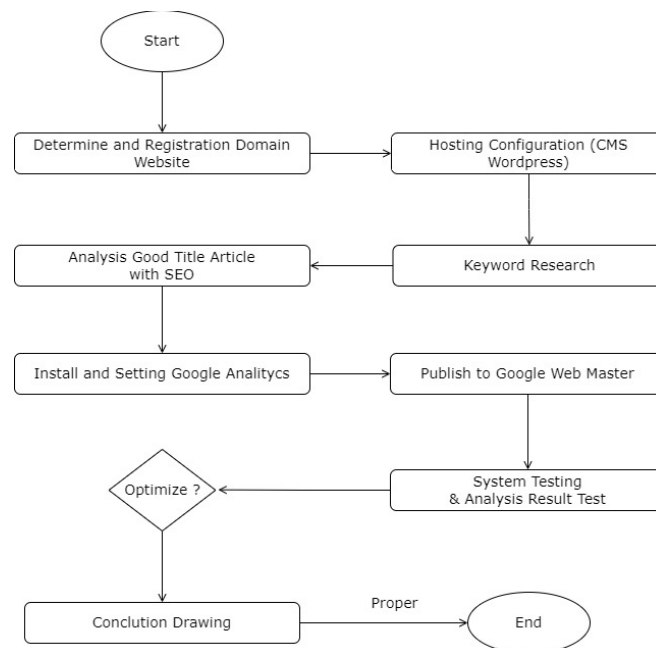 Start
Determine and Registration Domain
Website
Hosting Configuration (CMS
Wordpress)
Keyword Research
Analysis Good Title Article
with SEO
Install and Setting Google Analitycs
Publish to Google Web Master
System Testing
& Analysis Result Test
Optimize ?
Conclution Drawing
Proper
End